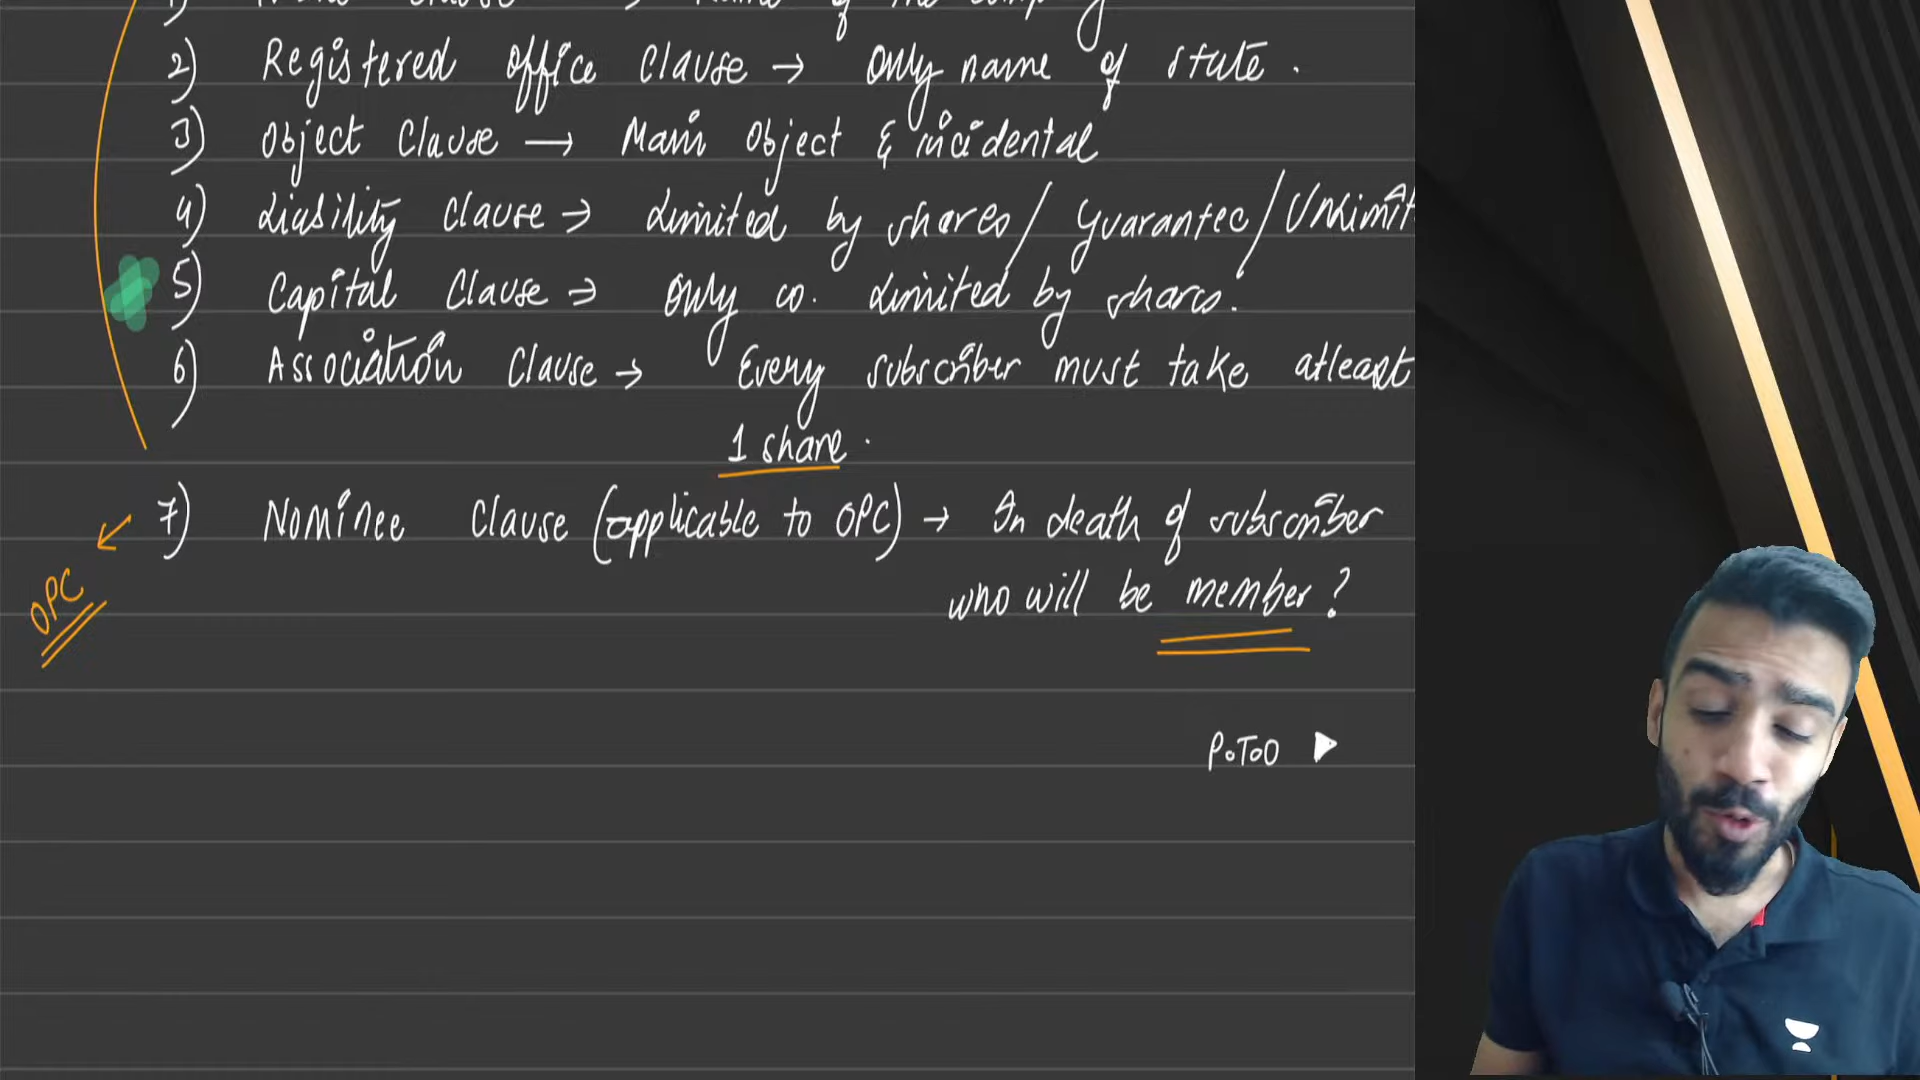 2) Registered office Clause → only name of state.
3) Object Clause → Main Object & incidental
4) Liability Clause → Limited by shares/ Guarantee/
5) Capital Clause → Only co. Limited by shares.
6) Association Clause → Every subscriber must take atleast
1 share.
7) Nominee Clause (applicable to OPC) → In death of subscriber
OPC
who will be member?
P.T.O